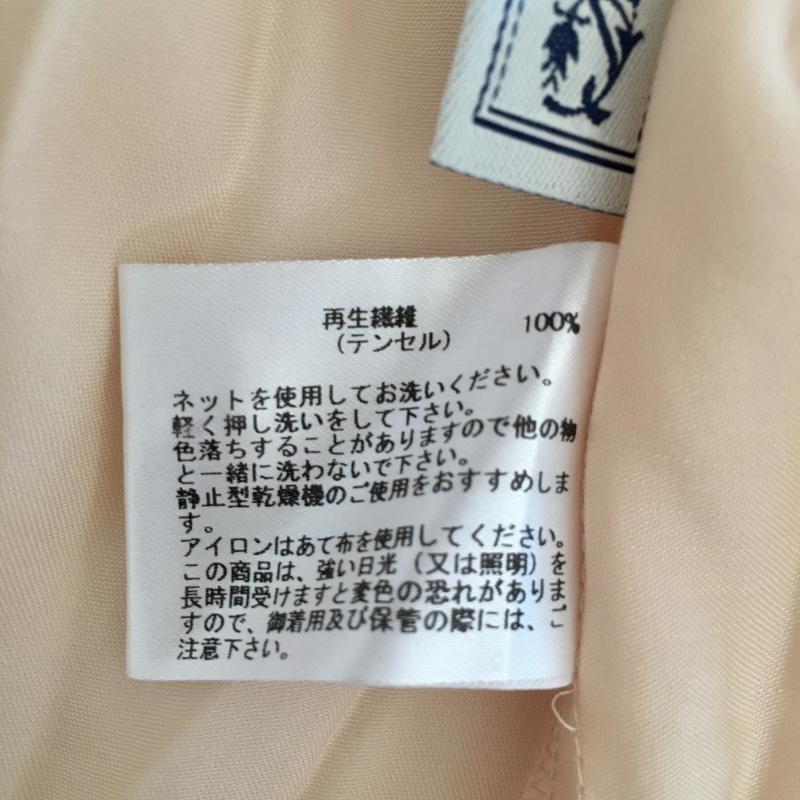 再生繊維 100%
（テンセル）
ネットを使用してお洗いください。
軽く押し洗いをして下さい。
色落ちすることがありますので他の物
と一緒に洗わないで下さい。
静止型乾燥機のご使用をおすすめしま
す。
アイロンはあて布を使用してください。
この商品は、強い日光（又は照明）を
長時間受けますと変色の恐れがありま
すので、御着用及び保管の際には、ご
注意下さい。